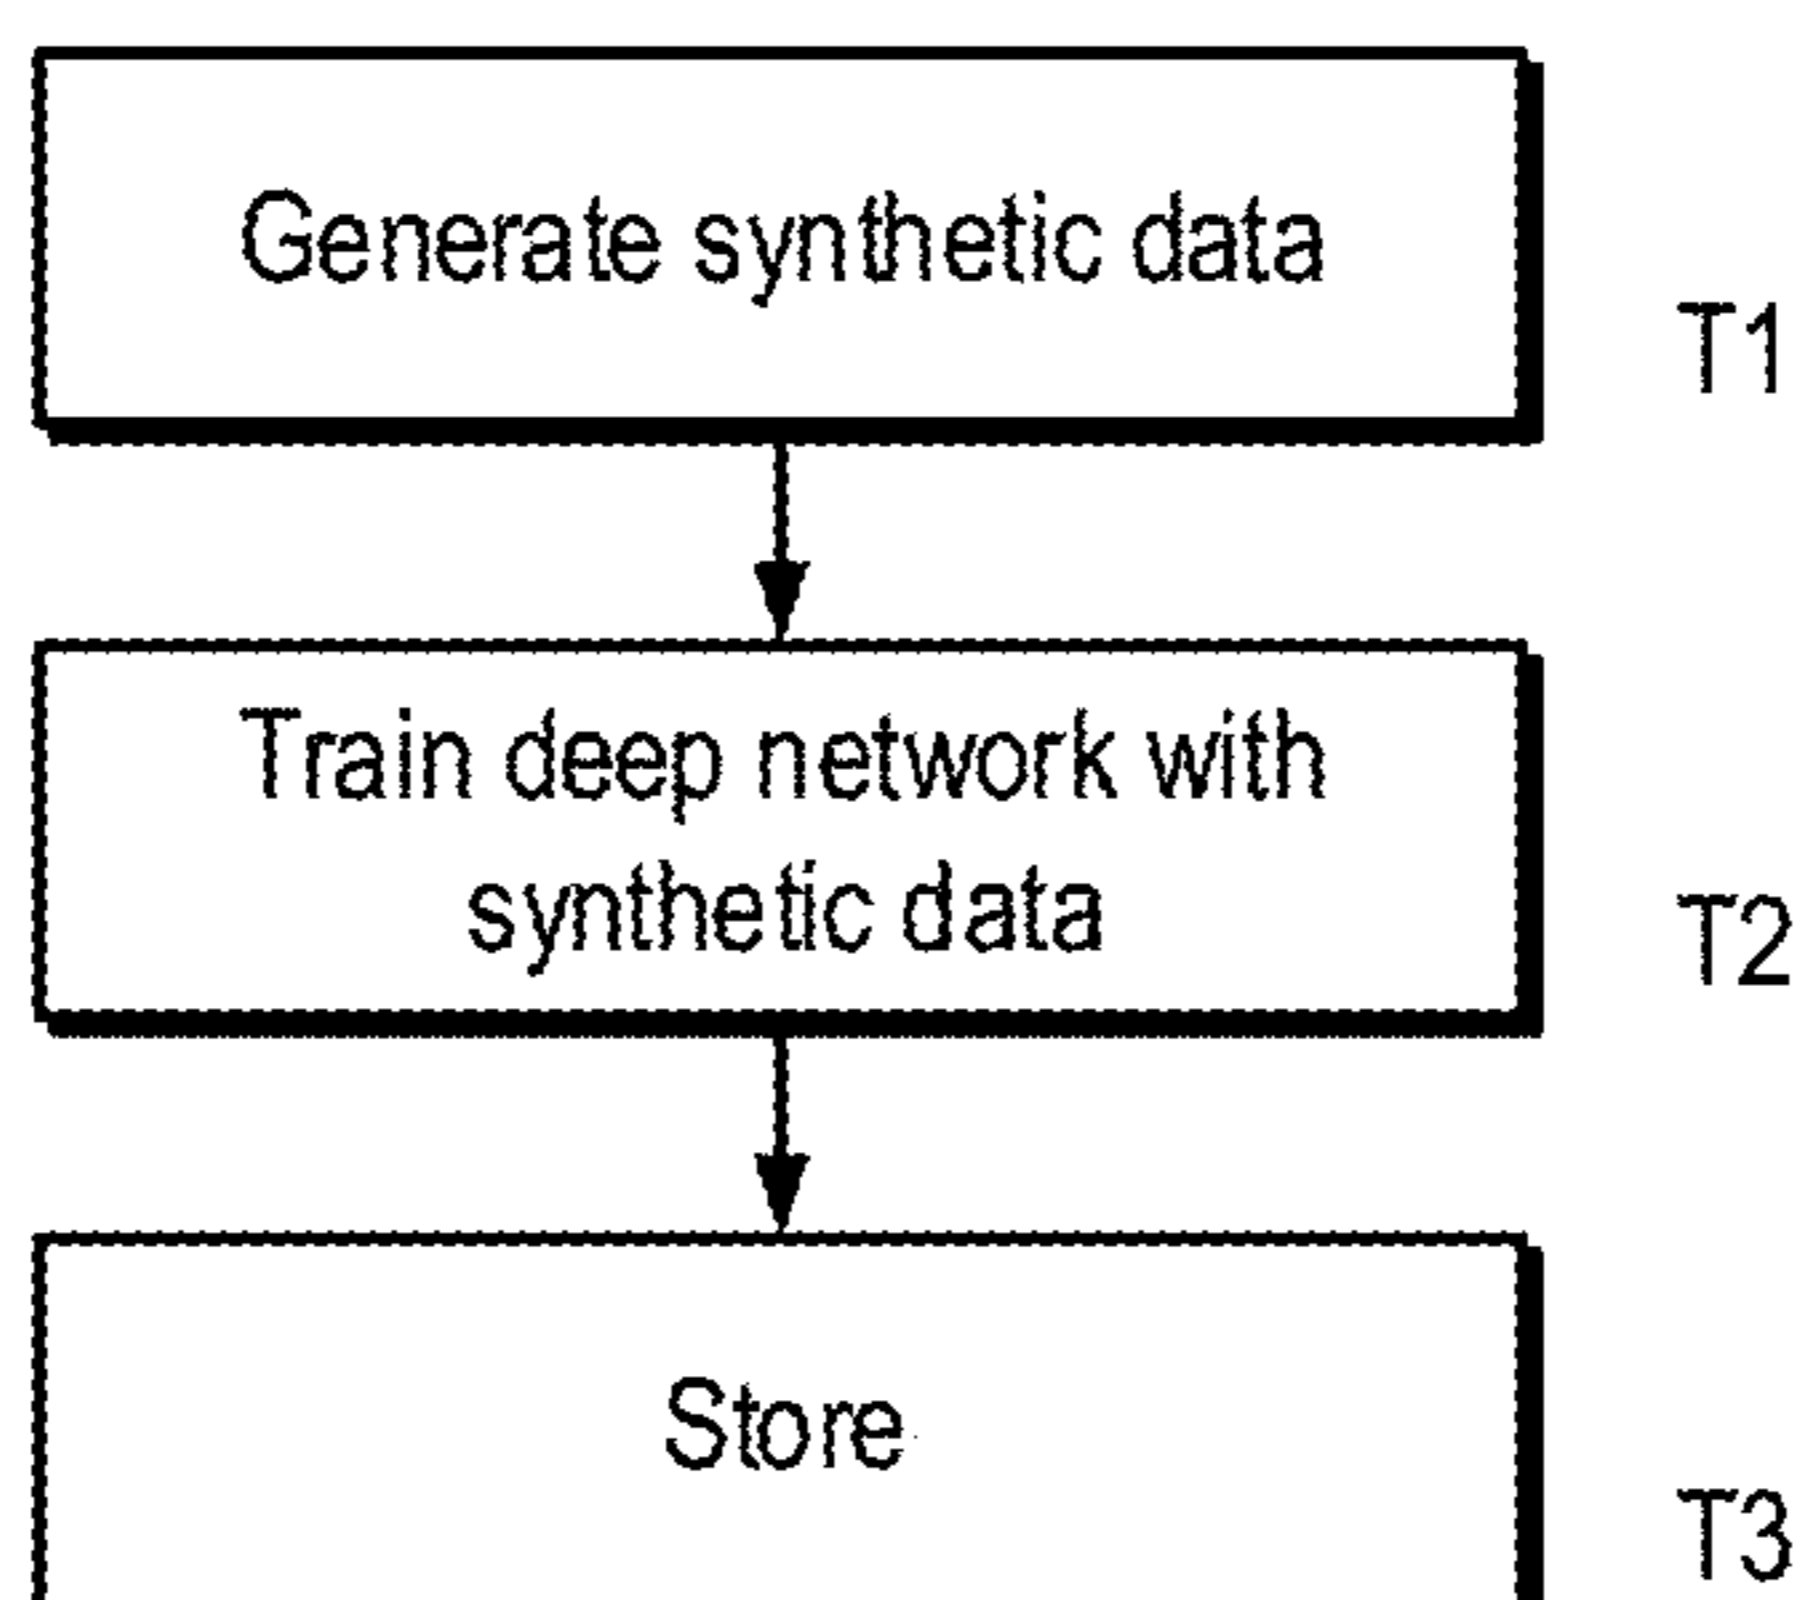 Generate synthetic data
T1
Train deep network with
synthetic data
T2
Store
T3